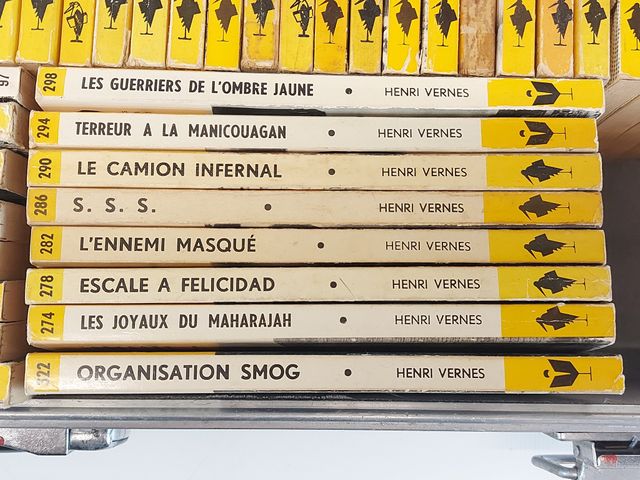 298 LES GUERRIERS DE L'OMBRE JAUNE • HENRI VERNES
294 TERREUR A LA MANICOUAGAN • HENRI VERNES
290 LE CAMION INFERNAL • HENRI VERNES
286 S. S. S. • HENRI VERNES
282 L'ENNEMI MASQUÉ • HENRI VERNES
278 ESCALE A FELICIDAD • HENRI VERNES
274 LES JOYAUX DU MAHARAJAH • HENRI VERNES
322 ORGANISATION SMOG • HENRI VERNES
97